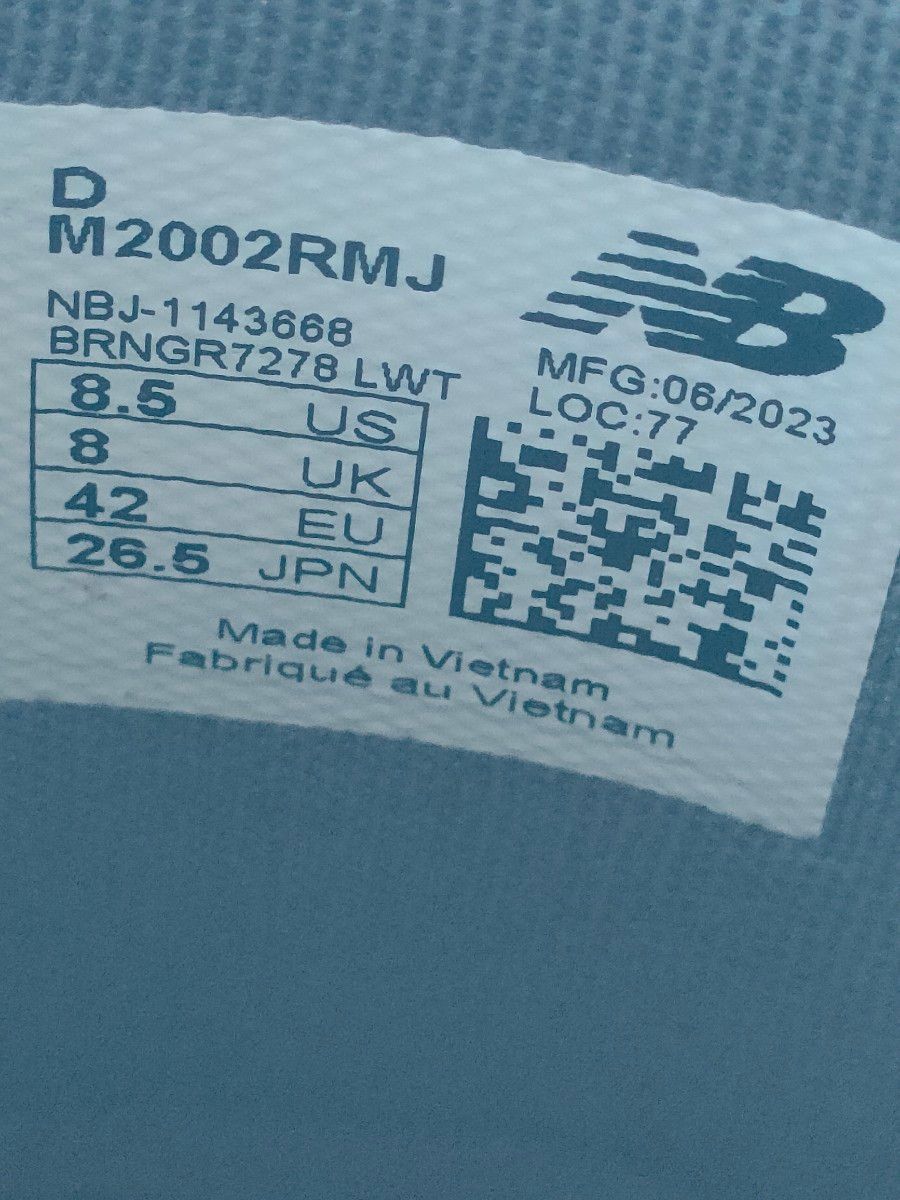 D
M2002RMJ
NBJ-1143668
BRNGR7278 LWT
8.5 US
8 UK
42 EU
26.5 JPN
NB
MFG:06/2023
LOC:77
Made in Vietnam
Fabriqué au Vietnam